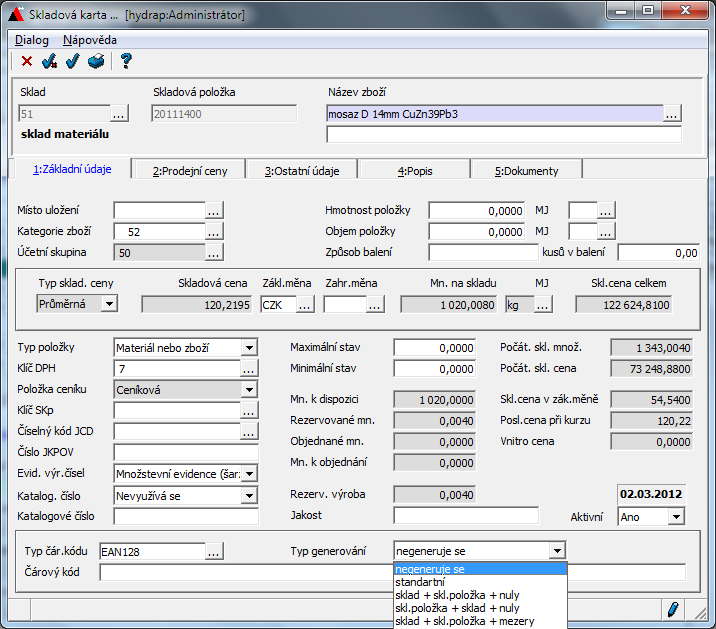 Skladová karta ... [hydrap:Administrátor]
Dialog Nápověda
Sklad Skladová položka Název zboží
51 ... 20111400 mosaz D 14mm CuZn39Pb3 ...
sklad materiálu
1:Základní údaje 2:Prodejní ceny 3:Ostatní údaje 4:Popis 5:Dokumenty
Místo uložení ... Hmotnost položky 0,0000 MJ ...
Kategorie zboží 52 ... Objem položky 0,0000 MJ ...
Účetní skupina 50 ... Způsob balení kusů v balení 0,00
Typ sklad. ceny Skladová cena Zákl.měna Zahr.měna Mn. na skladu MJ Skl.cena celkem
Průměrná 120,2195 CZK ... ... 1 020,0080 kg ... 122 624,8100
Typ položky Materiál nebo zboží Maximální stav 0,0000 Počát. skl. množ. 1 343,0040
Klíč DPH 7 ... Minimální stav 0,0000 Počát. skl. cena 73 248,8800
Položka ceníku Ceníková Mn. k dispozici 1 020,0000 Skl.cena v zák.měně 54,5400
Klíč SKp ... Rezervované mn. 0,0040 Posl.cena při kurzu 120,22
Číselný kód JCD ... Objednané mn. 0,0000 Vnitro cena 0,0000
Číslo JKPOV Mn. k objednání 0,0000
Evid. výr.čísel Množstevní evidence (šar
Katalog. číslo Nevyužívá se Rezerv. výroba 0,0040 02.03.2012
Katalogové číslo Jakost Aktivní Ano
Typ čár.kódu EAN128 ... Typ generování negeneruje se
Čárový kód negeneruje se
standartní
sklad + skl.položka + nuly
skl.položka + sklad + nuly
sklad + skl.položka + mezery